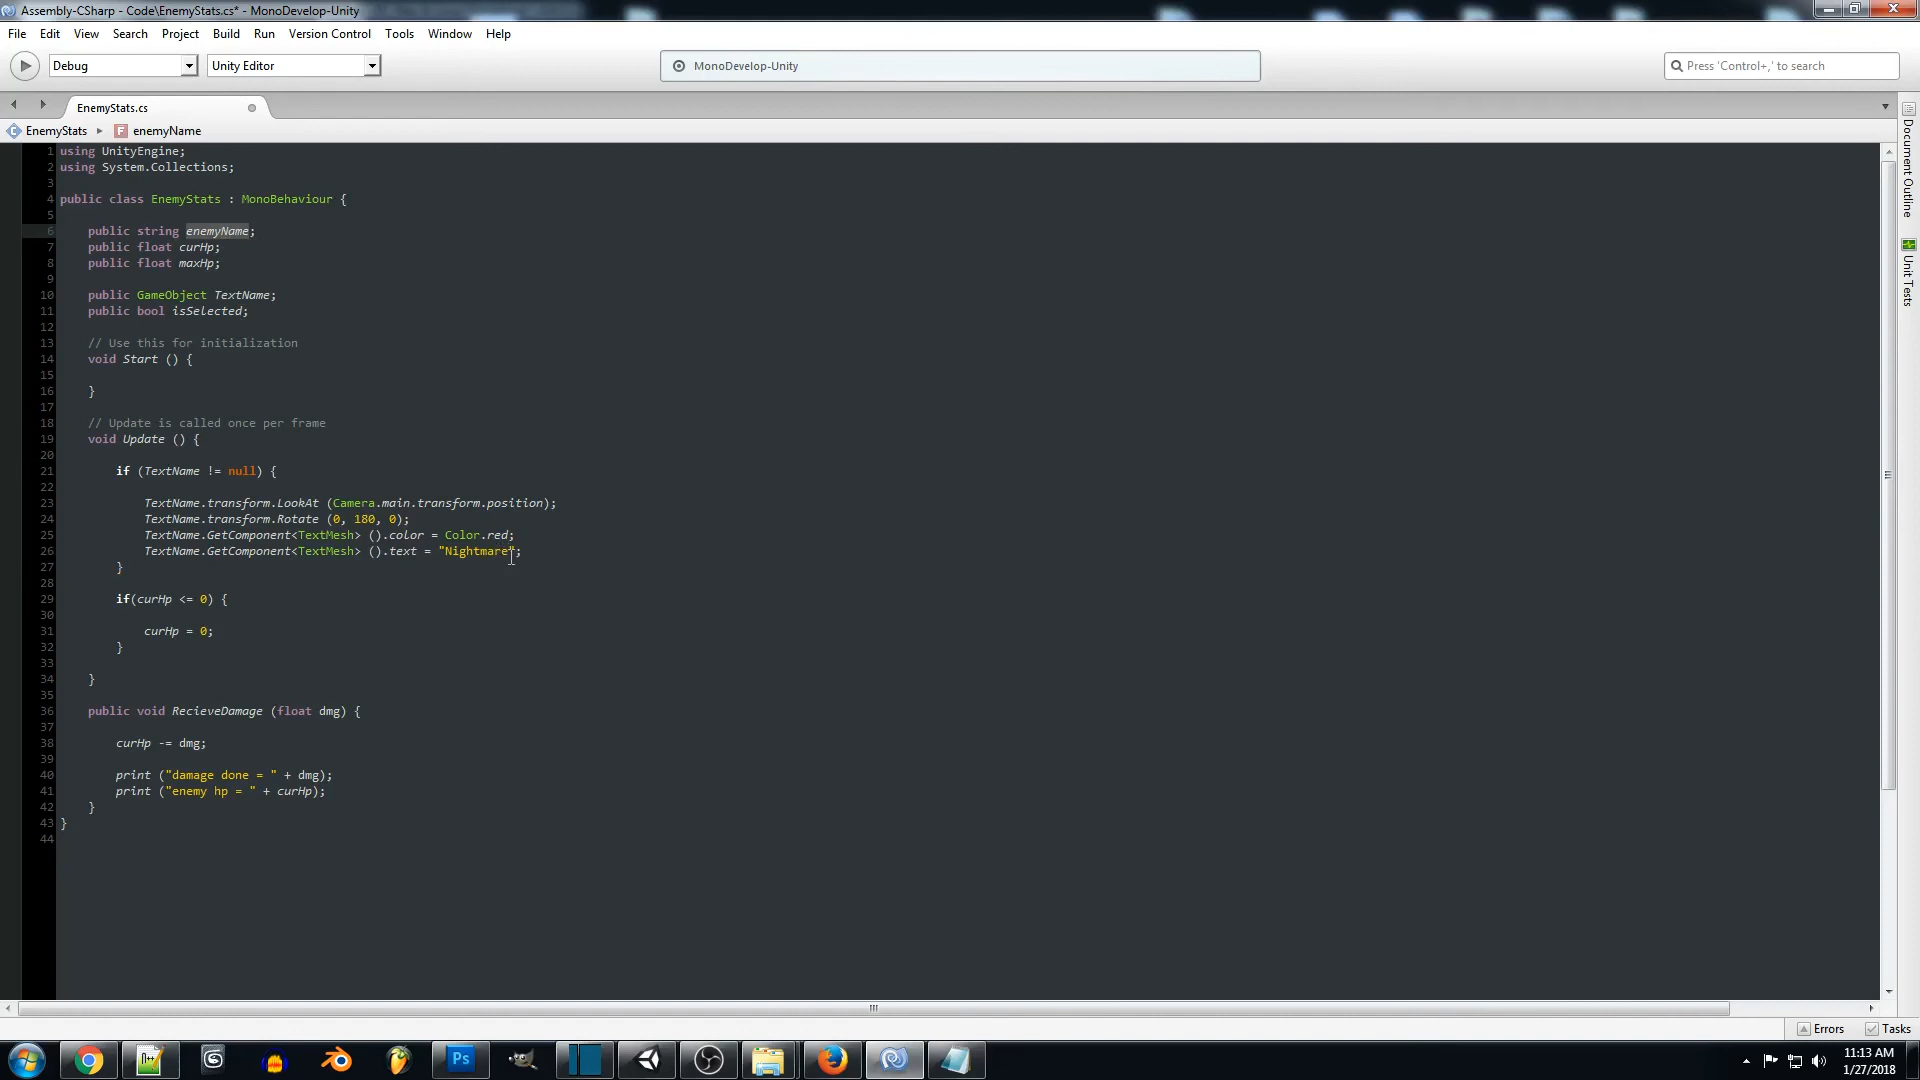 Assembly-CSharp - Code\EnemyStats.cs* - MonoDevelop-Unity
File Edit View Search Project Build Run Version Control Tools Window Help
Debug Unity Editor MonoDevelop-Unity Press 'Control+,' to search
EnemyStats.cs
EnemyStats enemyName
1 using UnityEngine;
2 using System.Collections;
3
4 public class EnemyStats : MonoBehaviour {
5
6 public string enemyName;
7 public float curHp;
8 public float maxHp;
9
10 public GameObject TextName;
11 public bool isSelected;
12
13 // Use this for initialization
14 void Start () {
15
16 }
17
18 // Update is called once per frame
19 void Update () {
20
21 if (TextName != null) {
22
23 TextName.transform.LookAt (Camera.main.transform.position);
24 TextName.transform.Rotate (0, 180, 0);
25 TextName.GetComponent<TextMesh> ().color = Color.red;
26 TextName.GetComponent<TextMesh> ().text = "Nightmare";
27 }
28
29 if(curHp <= 0) {
30
31 curHp = 0;
32 }
33
34 }
35
36 public void RecieveDamage (float dmg) {
37
38 curHp -= dmg;
39
40 print ("damage done = " + dmg);
41 print ("enemy hp = " + curHp);
42 }
43 }
44
Document Outline
Unit Tests
Errors Tasks
Ps
11:13 AM
1/27/2018